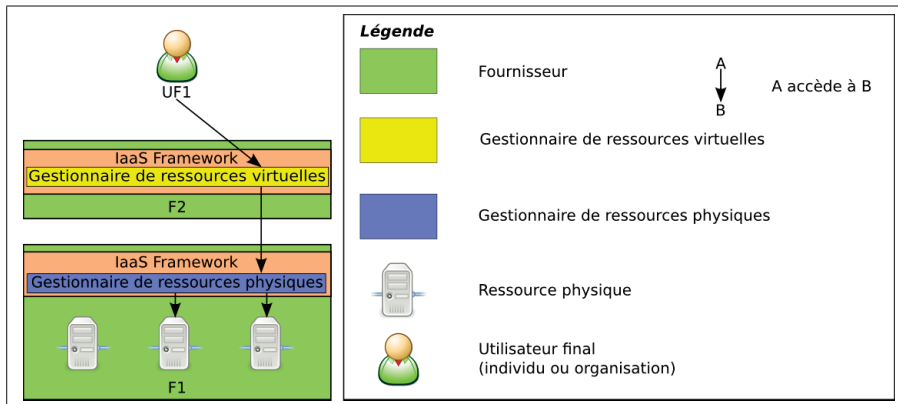 UF1
IaaS Framework
Gestionnaire de ressources virtuelles
F2
IaaS Framework
Gestionnaire de ressources physiques
F1
Légende
Fournisseur
A
B
A accède à B
Gestionnaire de ressources virtuelles
Gestionnaire de ressources physiques
Ressource physique
Utilisateur final
(individu ou organisation)